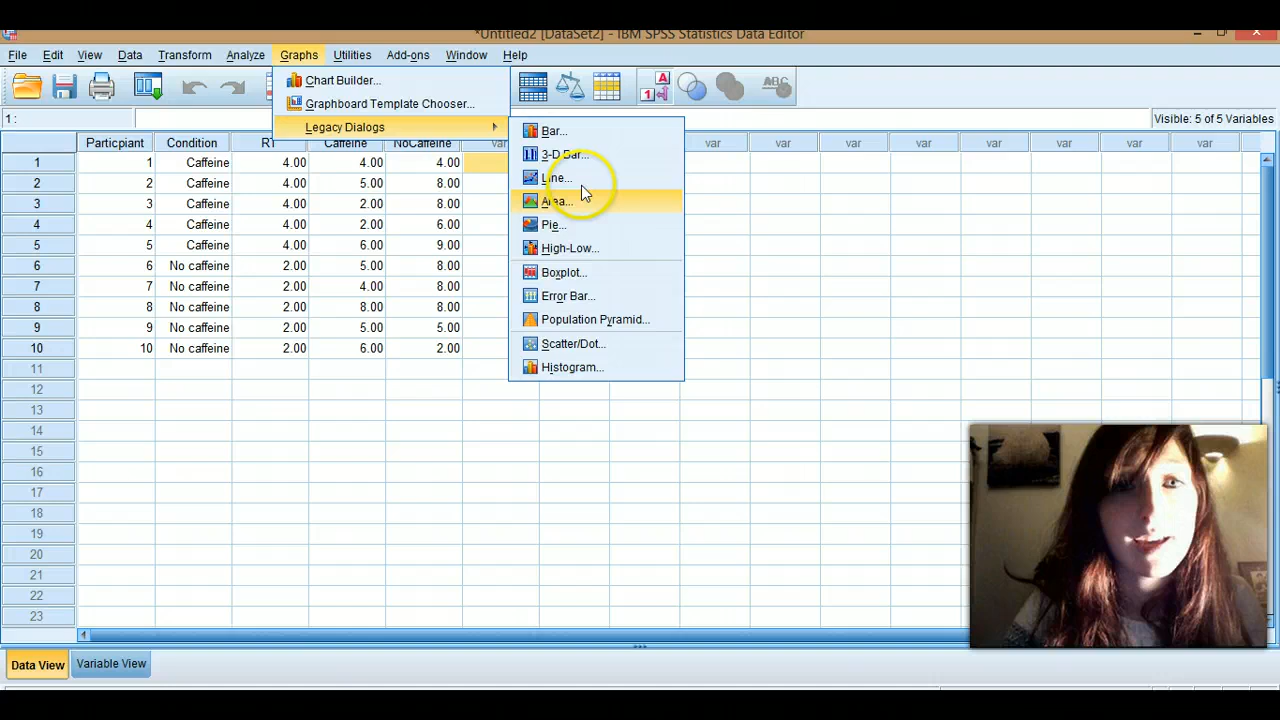 *Untitled2 [DataSet2] - IBM SPSS Statistics Data Editor
File Edit View Data Transform Analyze Graphs Utilities Add-ons Window Help
Chart Builder...
Graphboard Template Chooser...
Legacy Dialogs
Bar...
3-D Bar...
Line...
Area...
Pie...
High-Low...
Boxplot...
Error Bar...
Population Pyramid...
Scatter/Dot...
Histogram...
A
1
ABC
1 :
Visible: 5 of 5 Variables
Particpiant Condition RT Caffeine NoCaffeine var var var var var var var var
1 1 Caffeine 4.00 4.00 4.00
2 2 Caffeine 4.00 5.00 8.00
3 3 Caffeine 4.00 2.00 8.00
4 4 Caffeine 4.00 2.00 6.00
5 5 Caffeine 4.00 6.00 9.00
6 6 No caffeine 2.00 5.00 8.00
7 7 No caffeine 2.00 4.00 8.00
8 8 No caffeine 2.00 8.00 8.00
9 9 No caffeine 2.00 5.00 5.00
10 10 No caffeine 2.00 6.00 2.00
11
12
13
14
15
16
17
18
19
20
21
22
23
Data View Variable View